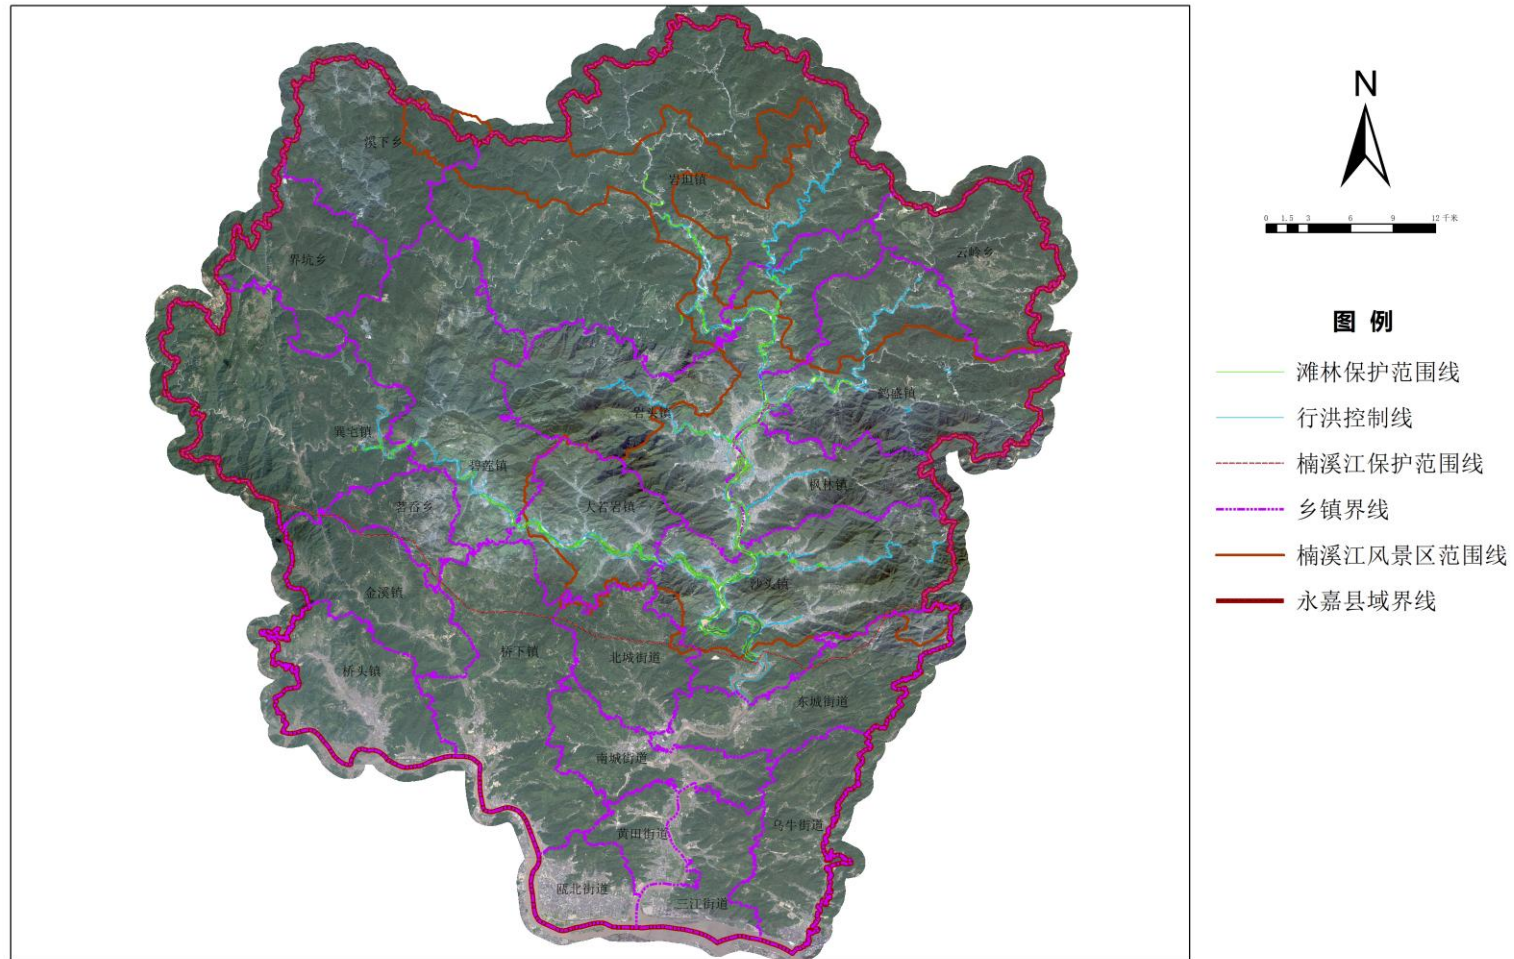 N
0 1.5 3 6 9 12 千米
图 例
滩林保护范围线
行洪控制线
楠溪江保护范围线
乡镇界线
楠溪江风景区范围线
永嘉县域界线
溪下乡
岩坦镇
界坑乡
云岭乡
岩头镇
鹤盛镇
巽宅镇
碧莲镇
枫林镇
茗岙乡
大若岩镇
金溪镇
沙头镇
桥头镇
桥下镇
北城街道
东城街道
南城街道
黄田街道
乌牛街道
瓯北街道
三江街道